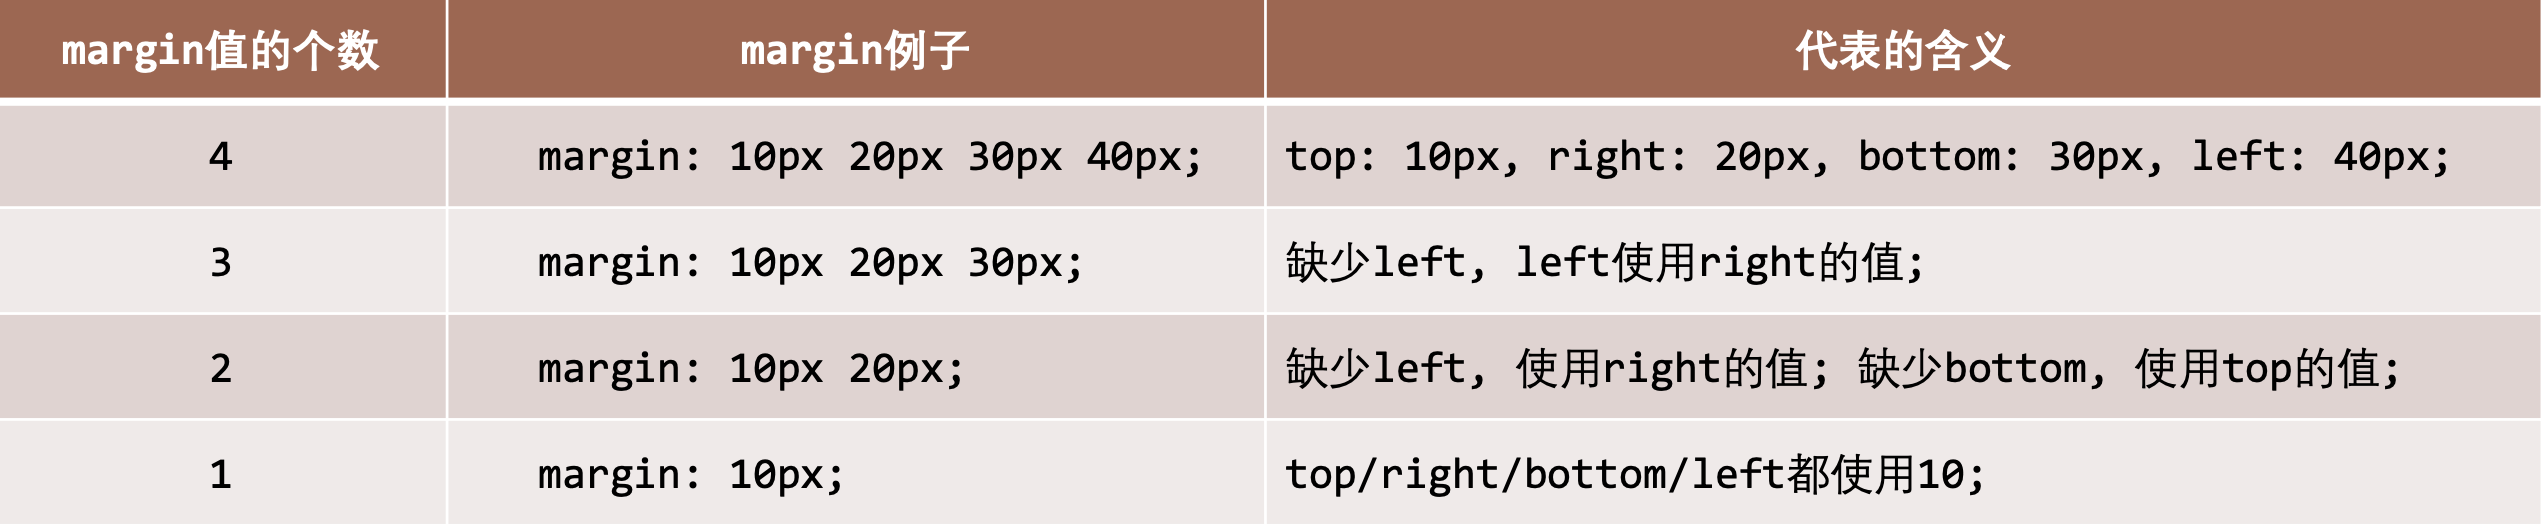 margin值的个数 margin例子 代表的含义
4 margin: 10px 20px 30px 40px; top: 10px, right: 20px, bottom: 30px, left: 40px;
3 margin: 10px 20px 30px; 缺少left, left使用right的值;
2 margin: 10px 20px; 缺少left, 使用right的值; 缺少bottom, 使用top的值;
1 margin: 10px; top/right/bottom/left都使用10;